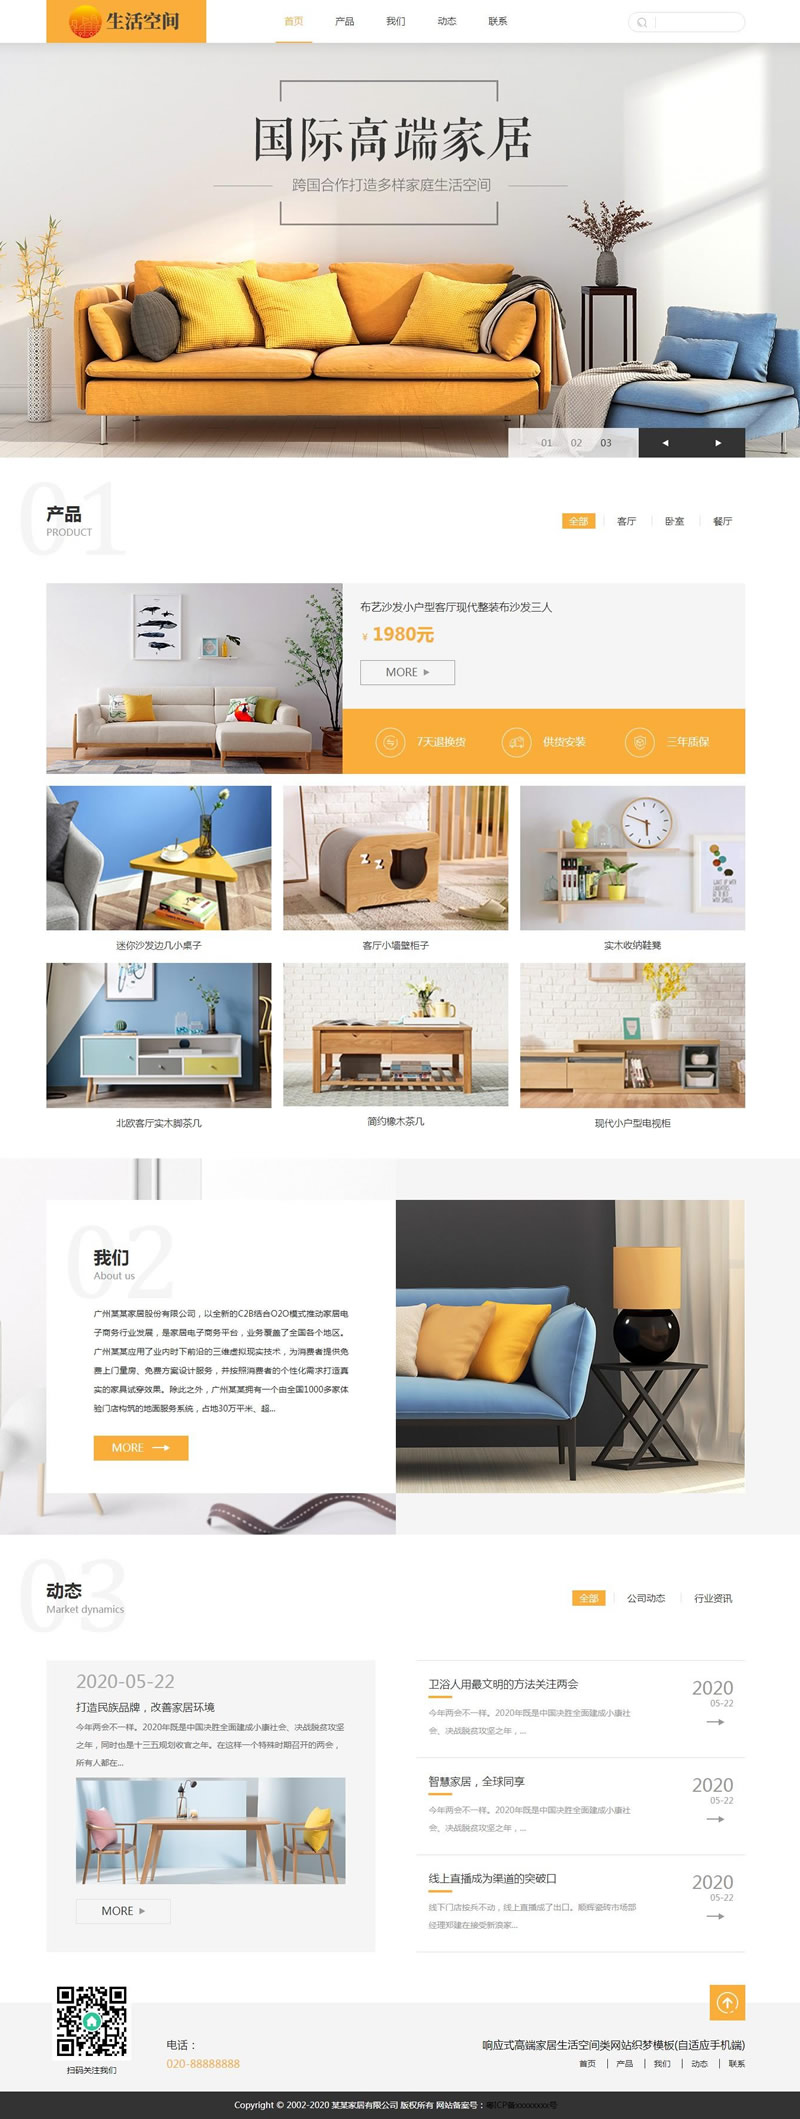 生活空间
首页 产品 我们 动态 联系
国际高端家居
跨国合作打造多样家庭生活空间
01 02 03
01
产品
PRODUCT
全部 客厅 卧室 餐厅
布艺沙发小户型客厅现代整装布沙发三人
¥ 1980元
MORE
7天退换货 供货安装 三年质保
迷你沙发边几小桌子 客厅小墙壁柜子 实木收纳鞋凳
北欧客厅实木脚茶几 简约橡木茶几 现代小户型电视柜
02
我们
About us
广州某某家居股份有限公司，以全新的C2B结合O2O模式推动家居电
子商务行业发展，是家居电子商务平台，业务覆盖了全国各个地区。
广州某某应用了业内时下前沿的三维虚拟现实技术，为消费者提供免
费上门量房、免费方案设计服务，并按照消费者的个性化需求打造真
实的家具试穿效果。除此之外，广州某某拥有一个由全国1000多家体
验门店构筑的地面服务系统，占地30万平米、超...
MORE
03
动态
Market dynamics
全部 公司动态 行业资讯
2020-05-22
打造民族品牌，改善家居环境
今年两会不一样。2020年既是中国决胜全面建成小康社会、决战脱贫攻坚
之年，同时也是十三五规划收官之年。在这样一个特殊时期召开的两会，
所有人都在...
MORE
卫浴人用最文明的方法关注两会
2020
05-22
今年两会不一样。2020年既是中国决胜全面建成小康社
会、决战脱贫攻坚之年，...
智慧家居，全球同享
2020
05-22
今年两会不一样。2020年既是中国决胜全面建成小康社
会、决战脱贫攻坚之年，...
线上直播成为渠道的突破口
2020
05-22
线下门店按兵不动，线上直播成了出口。顺辉瓷砖市场部
经理郑建在接受新浪家...
扫码关注我们
电话：
020-88888888
响应式高端家居生活空间类网站织梦模板(自适应手机端)
首页 产品 我们 动态 联系
Copyright © 2002-2020 某某家居有限公司 版权所有 网站备案号：粤ICP备xxxxxxxx号